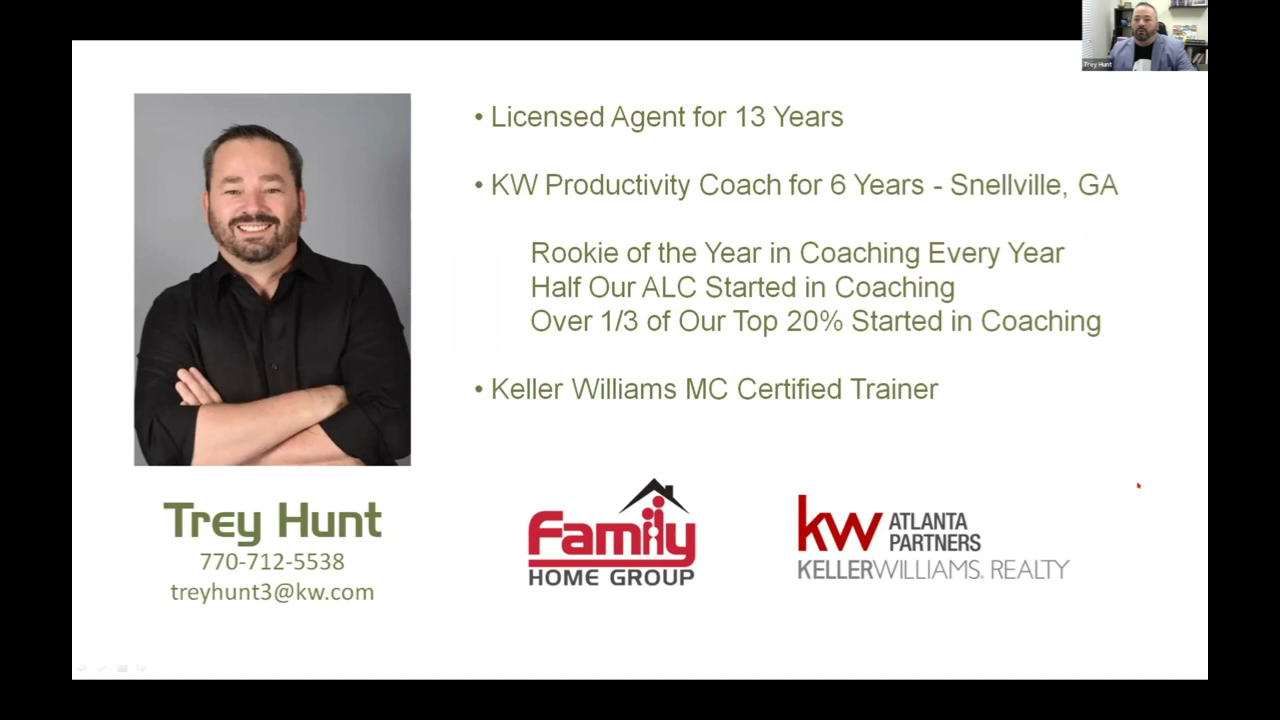 Trey Hunt
• Licensed Agent for 13 Years
• KW Productivity Coach for 6 Years - Snellville, GA
Rookie of the Year in Coaching Every Year
Half Our ALC Started in Coaching
Over 1/3 of Our Top 20% Started in Coaching
• Keller Williams MC Certified Trainer
Trey Hunt
770-712-5538
treyhunt3@kw.com
Family
HOME GROUP
kw ATLANTA
PARTNERS
KELLERWILLIAMS. REALTY